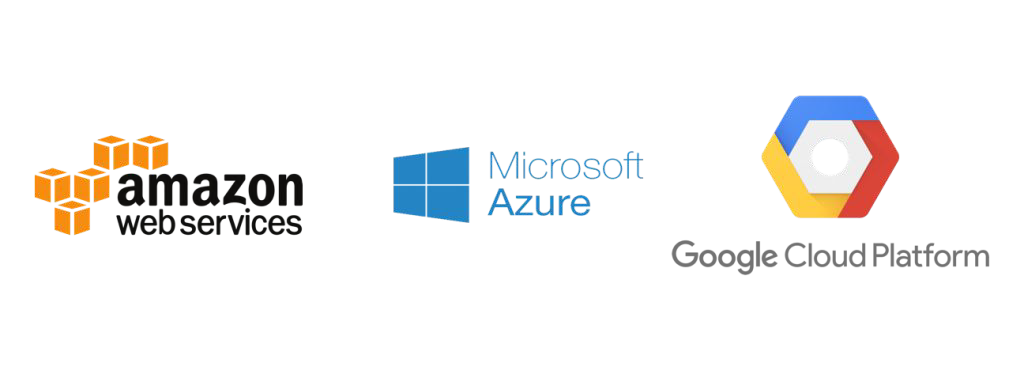 amazon
web services
Microsoft
Azure
Google Cloud Platform